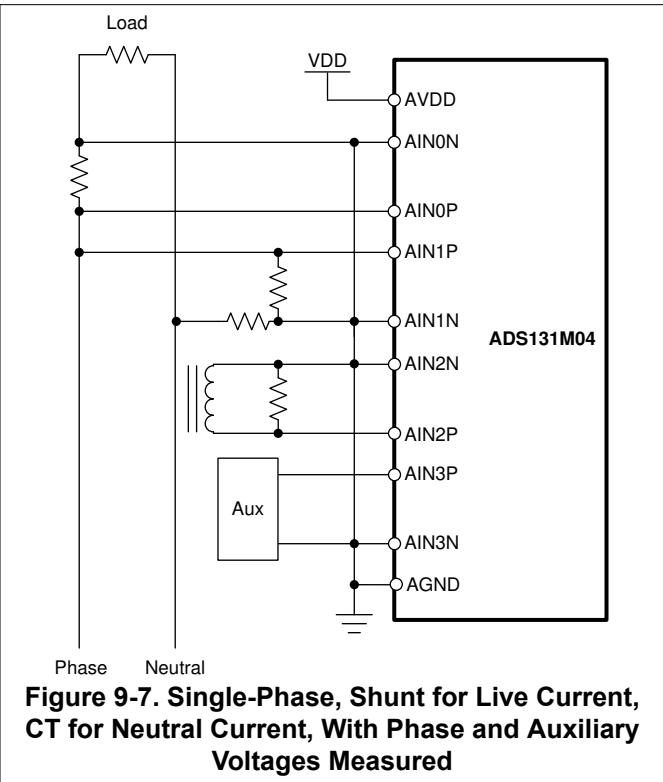 Load
VDD
AVDD
AIN0N
AIN0P
AIN1P
AIN1N
ADS131M04
AIN2N
AIN2P
AIN3P
Aux
AIN3N
AGND
Phase Neutral
Figure 9-7. Single-Phase, Shunt for Live Current,
CT for Neutral Current, With Phase and Auxiliary
Voltages Measured